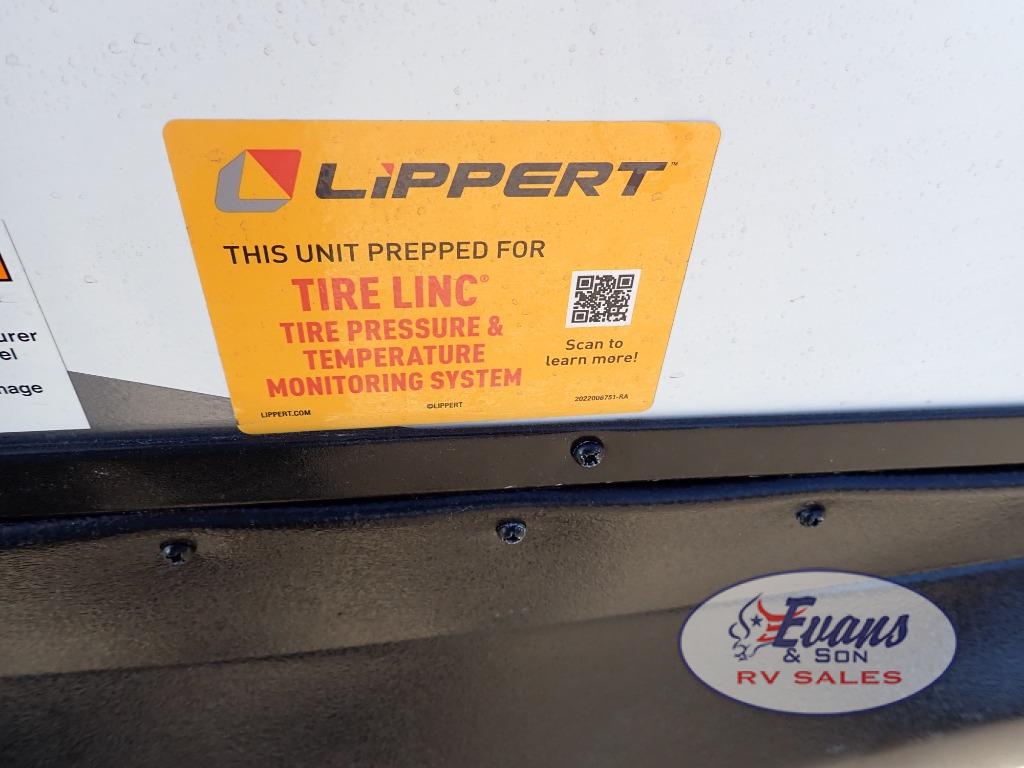 LIPPERT™
THIS UNIT PREPPED FOR
TIRE LINC®
TIRE PRESSURE &
TEMPERATURE
MONITORING SYSTEM
Scan to
learn more!
LIPPERT.COM
©LIPPERT
2022006751-RA
urer
el
nage
Evans
& SON
RV SALES